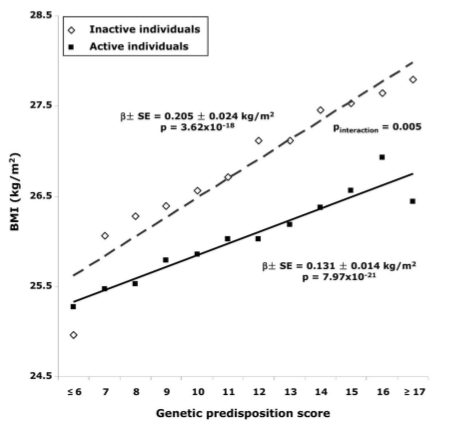 28.5
Inactive individuals
Active individuals
27.5
β± SE = 0.205 ± 0.024 kg/m²
p = 3.62x10⁻¹⁸
p_interaction = 0.005
BMI (kg/m²)
26.5
25.5
β± SE = 0.131 ± 0.014 kg/m²
p = 7.97x10⁻²¹
24.5
≤ 6 7 8 9 10 11 12 13 14 15 16 ≥ 17
Genetic predisposition score